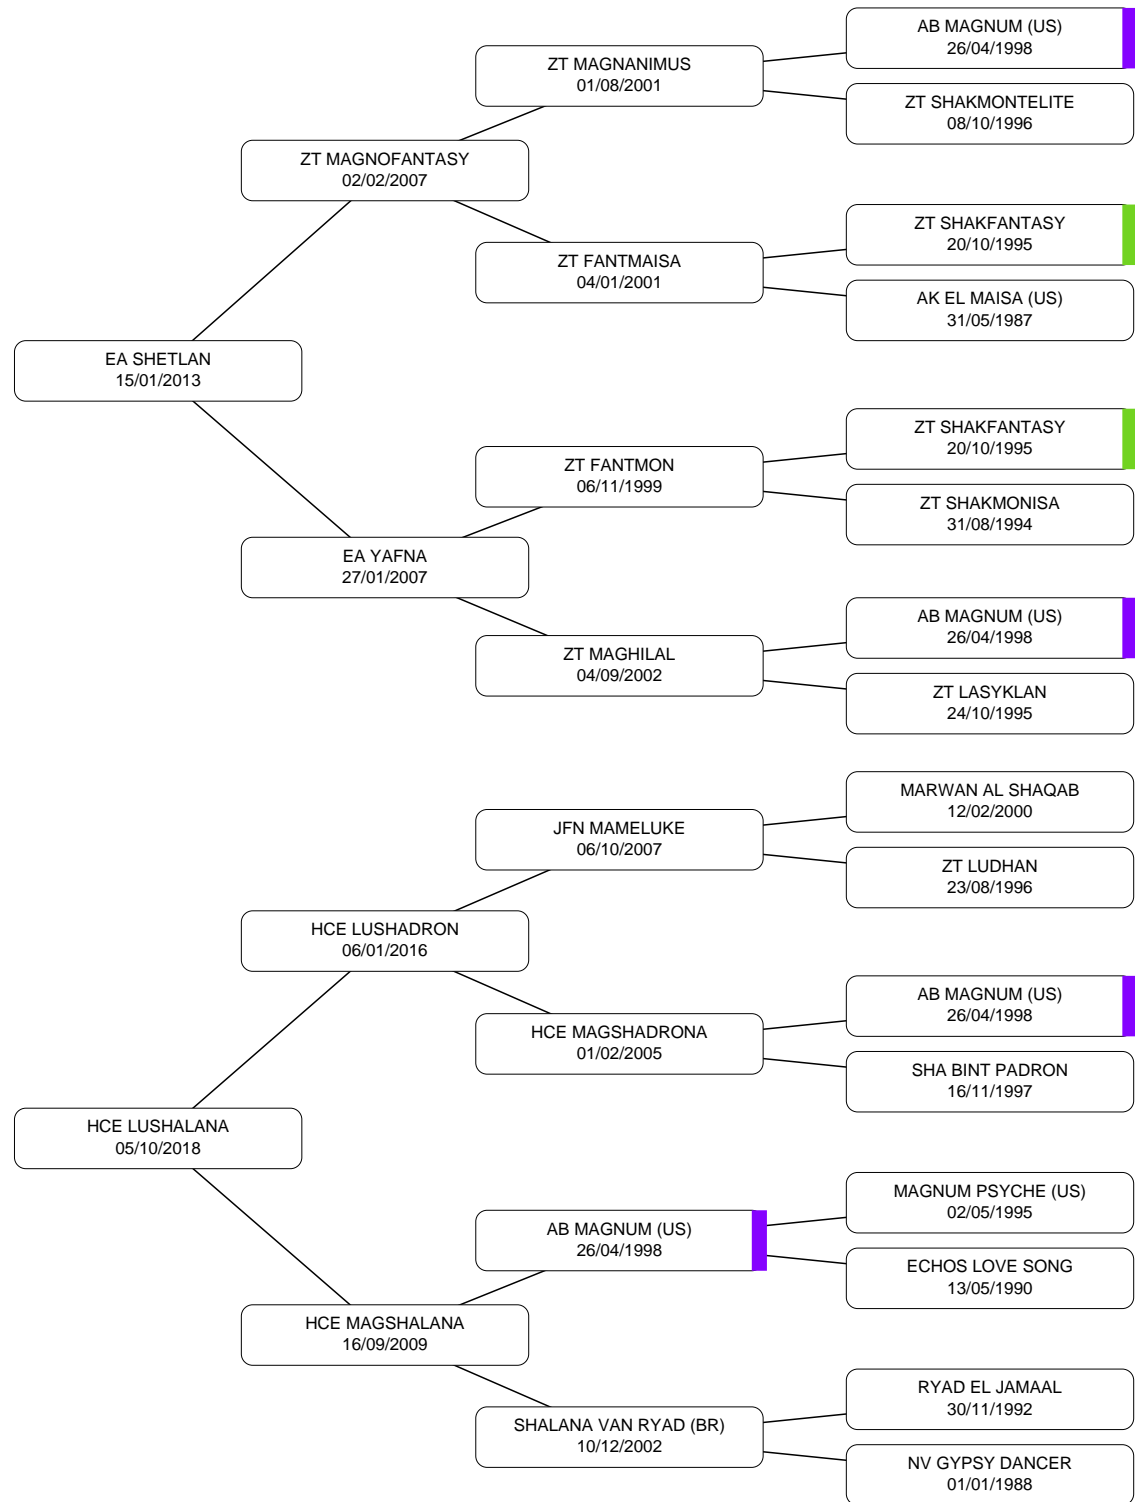 AB MAGNUM (US)
26/04/1998
ZT MAGNANIMUS
01/08/2001
ZT SHAKMONTELITE
08/10/1996
ZT MAGNOFANTASY
02/02/2007
ZT SHAKFANTASY
20/10/1995
ZT FANTMAISA
04/01/2001
AK EL MAISA (US)
31/05/1987
EA SHETLAN
15/01/2013
ZT SHAKFANTASY
20/10/1995
ZT FANTMON
06/11/1999
ZT SHAKMONISA
31/08/1994
EA YAFNA
27/01/2007
AB MAGNUM (US)
26/04/1998
ZT MAGHILAL
04/09/2002
ZT LASYKLAN
24/10/1995
MARWAN AL SHAQAB
12/02/2000
JFN MAMELUKE
06/10/2007
ZT LUDHAN
23/08/1996
HCE LUSHADRON
06/01/2016
AB MAGNUM (US)
26/04/1998
HCE MAGSHADRONA
01/02/2005
SHA BINT PADRON
16/11/1997
HCE LUSHALANA
05/10/2018
MAGNUM PSYCHE (US)
02/05/1995
AB MAGNUM (US)
26/04/1998
ECHOS LOVE SONG
13/05/1990
HCE MAGSHALANA
16/09/2009
RYAD EL JAMAAL
30/11/1992
SHALANA VAN RYAD (BR)
10/12/2002
NV GYPSY DANCER
01/01/1988